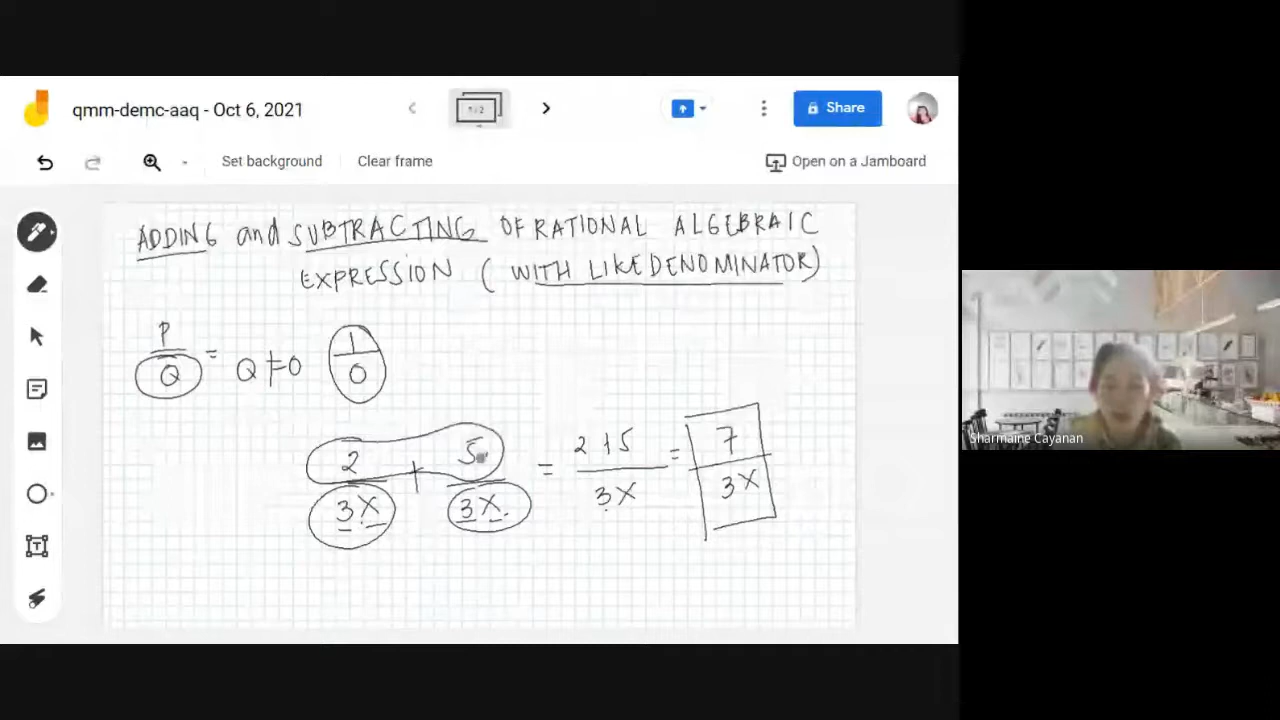 qmm-demc-aaq - Oct 6, 2021
Share
Set background
Clear frame
Open on a Jamboard
ADDING and SUBTRACTING OF RATIONAL ALGEBRAIC
EXPRESSION (WITH LIKE DENOMINATOR)
P/Q = Q ≠ 0 1/0
2/3X + 5/3X = 2+5/3X = 7/3X
Sharmaine Cayanan